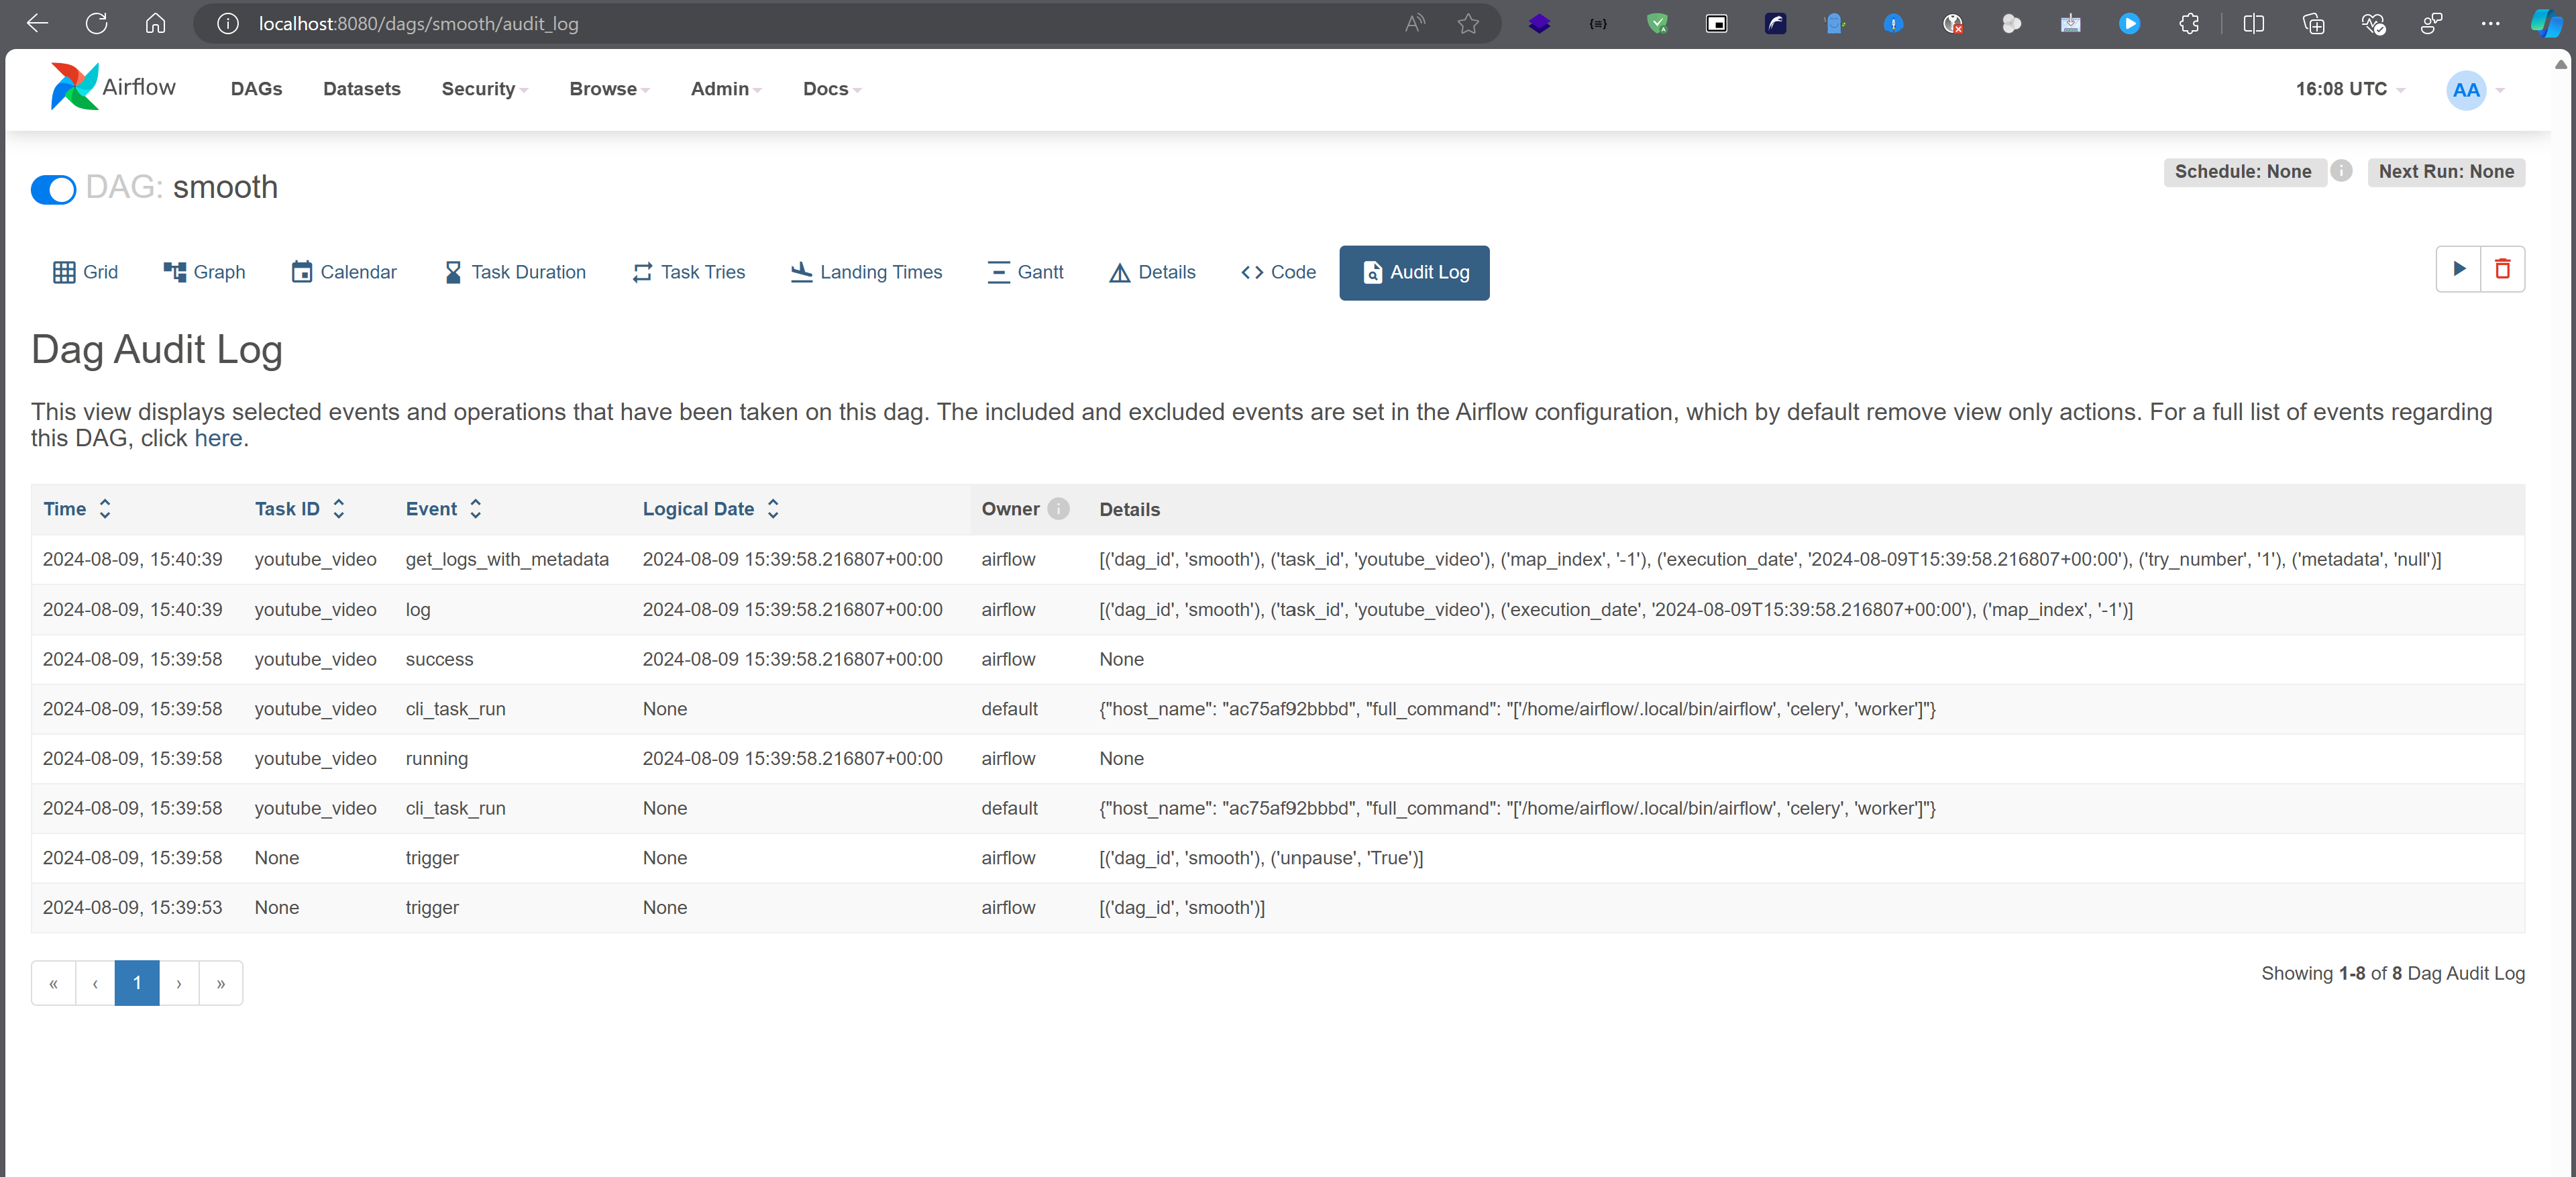 localhost:8080/dags/smooth/audit_log
Airflow DAGs Datasets Security Browse Admin Docs 16:08 UTC AA
DAG: smooth
Schedule: None Next Run: None
Grid Graph Calendar Task Duration Task Tries Landing Times Gantt Details Code Audit Log
Dag Audit Log
This view displays selected events and operations that have been taken on this dag. The included and excluded events are set in the Airflow configuration, which by default remove view only actions. For a full list of events regarding
this DAG, click here.
Time Task ID Event Logical Date Owner Details
2024-08-09, 15:40:39 youtube_video get_logs_with_metadata 2024-08-09 15:39:58.216807+00:00 airflow [('dag_id', 'smooth'), ('task_id', 'youtube_video'), ('map_index', '-1'), ('execution_date', '2024-08-09T15:39:58.216807+00:00'), ('try_number', '1'), ('metadata', 'null')]
2024-08-09, 15:40:39 youtube_video log 2024-08-09 15:39:58.216807+00:00 airflow [('dag_id', 'smooth'), ('task_id', 'youtube_video'), ('execution_date', '2024-08-09T15:39:58.216807+00:00'), ('map_index', '-1')]
2024-08-09, 15:39:58 youtube_video success 2024-08-09 15:39:58.216807+00:00 airflow None
2024-08-09, 15:39:58 youtube_video cli_task_run None default {"host_name": "ac75af92bbbd", "full_command": "['/home/airflow/.local/bin/airflow', 'celery', 'worker']"}
2024-08-09, 15:39:58 youtube_video running 2024-08-09 15:39:58.216807+00:00 airflow None
2024-08-09, 15:39:58 youtube_video cli_task_run None default {"host_name": "ac75af92bbbd", "full_command": "['/home/airflow/.local/bin/airflow', 'celery', 'worker']"}
2024-08-09, 15:39:58 None trigger None airflow [('dag_id', 'smooth'), ('unpause', 'True')]
2024-08-09, 15:39:53 None trigger None airflow [('dag_id', 'smooth')]
« ‹ 1 › »
Showing 1-8 of 8 Dag Audit Log